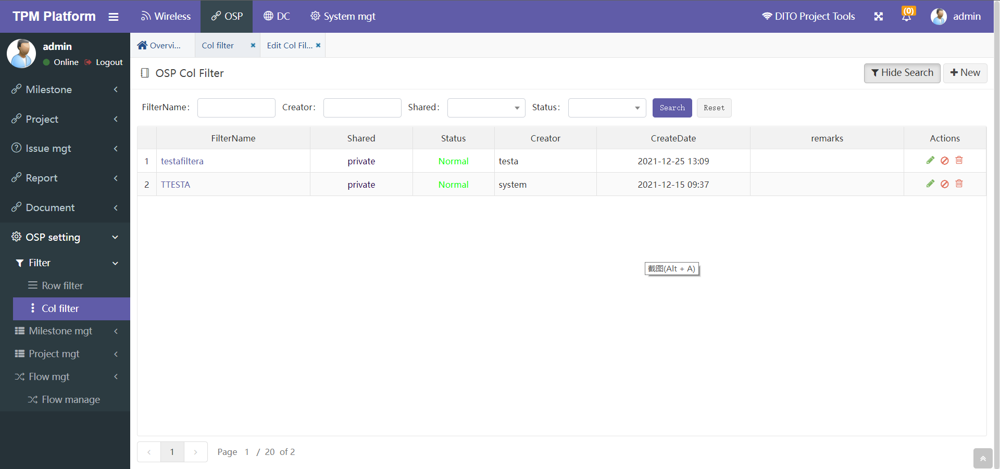 TPM Platform
Wireless
OSP
DC
System mgt
DITO Project Tools
(0)
admin
admin
Online
Logout
Milestone
Project
Issue mgt
Report
Document
OSP setting
Filter
Row filter
Col filter
Milestone mgt
Project mgt
Flow mgt
Flow manage
Overvi...
Col filter
Edit Col Fil...
OSP Col Filter
Hide Search
New
FilterName:
Creator:
Shared:
Status:
Search
Reset
FilterName Shared Status Creator CreateDate remarks Actions
1 testafiltera private Normal testa 2021-12-25 13:09
2 TTESTA private Normal system 2021-12-15 09:37
截图(Alt + A)
1
Page 1 / 20 of 2